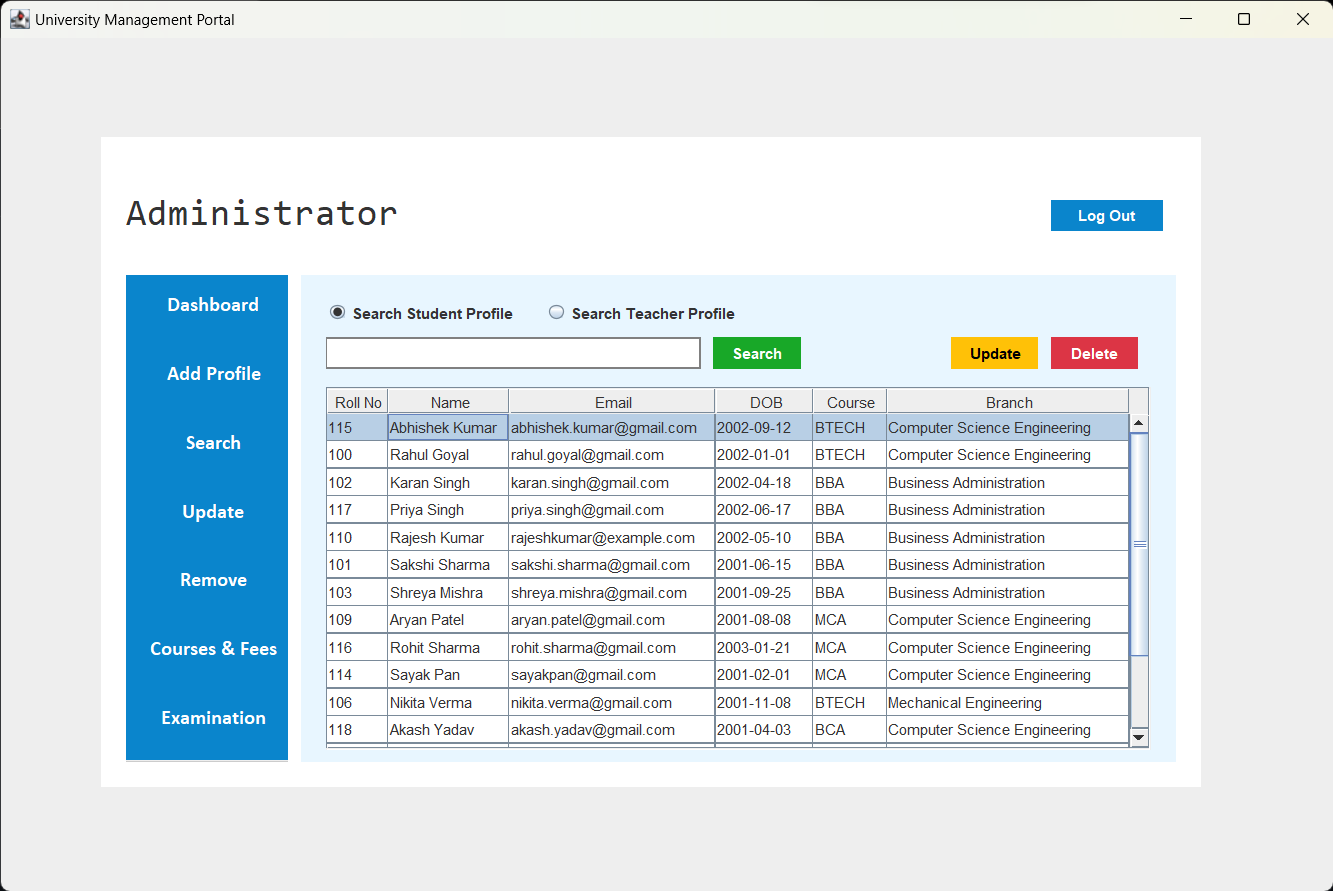 University Management Portal
Administrator
Log Out
Dashboard
Add Profile
Search
Update
Remove
Courses & Fees
Examination
Search Student Profile Search Teacher Profile
Search Update Delete
Roll No Name Email DOB Course Branch
115 Abhishek Kumar abhishek.kumar@gmail.com 2002-09-12 BTECH Computer Science Engineering
100 Rahul Goyal rahul.goyal@gmail.com 2002-01-01 BTECH Computer Science Engineering
102 Karan Singh karan.singh@gmail.com 2002-04-18 BBA Business Administration
117 Priya Singh priya.singh@gmail.com 2002-06-17 BBA Business Administration
110 Rajesh Kumar rajeshkumar@example.com 2002-05-10 BBA Business Administration
101 Sakshi Sharma sakshi.sharma@gmail.com 2001-06-15 BBA Business Administration
103 Shreya Mishra shreya.mishra@gmail.com 2001-09-25 BBA Business Administration
109 Aryan Patel aryan.patel@gmail.com 2001-08-08 MCA Computer Science Engineering
116 Rohit Sharma rohit.sharma@gmail.com 2003-01-21 MCA Computer Science Engineering
114 Sayak Pan sayakpan@gmail.com 2001-02-01 MCA Computer Science Engineering
106 Nikita Verma nikita.verma@gmail.com 2001-11-08 BTECH Mechanical Engineering
118 Akash Yadav akash.yadav@gmail.com 2001-04-03 BCA Computer Science Engineering